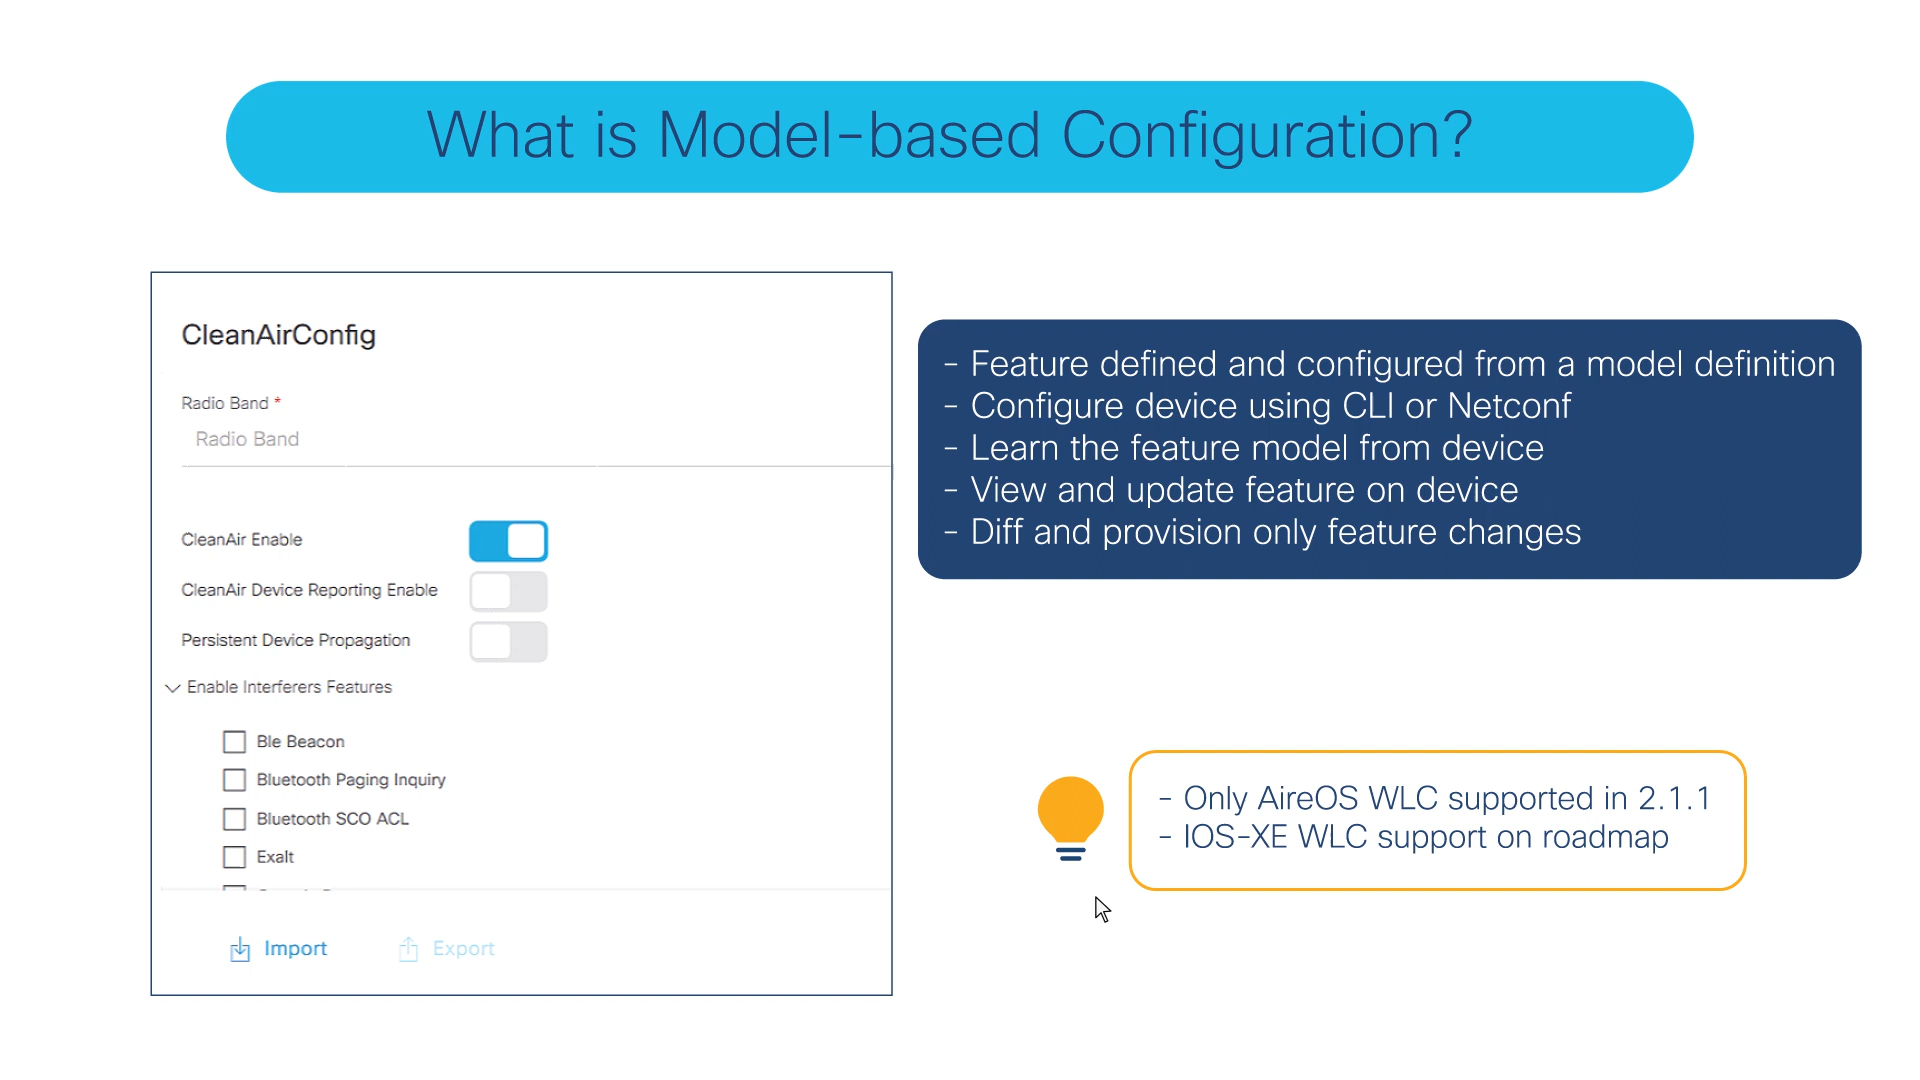 What is Model-based Configuration?
CleanAirConfig
Radio Band *
Radio Band
CleanAir Enable
CleanAir Device Reporting Enable
Persistent Device Propagation
Enable Interferers Features
Ble Beacon
Bluetooth Paging Inquiry
Bluetooth SCO ACL
Exalt
Import
Export
- Feature defined and configured from a model definition
- Configure device using CLI or Netconf
- Learn the feature model from device
- View and update feature on device
- Diff and provision only feature changes
- Only AireOS WLC supported in 2.1.1
- IOS-XE WLC support on roadmap